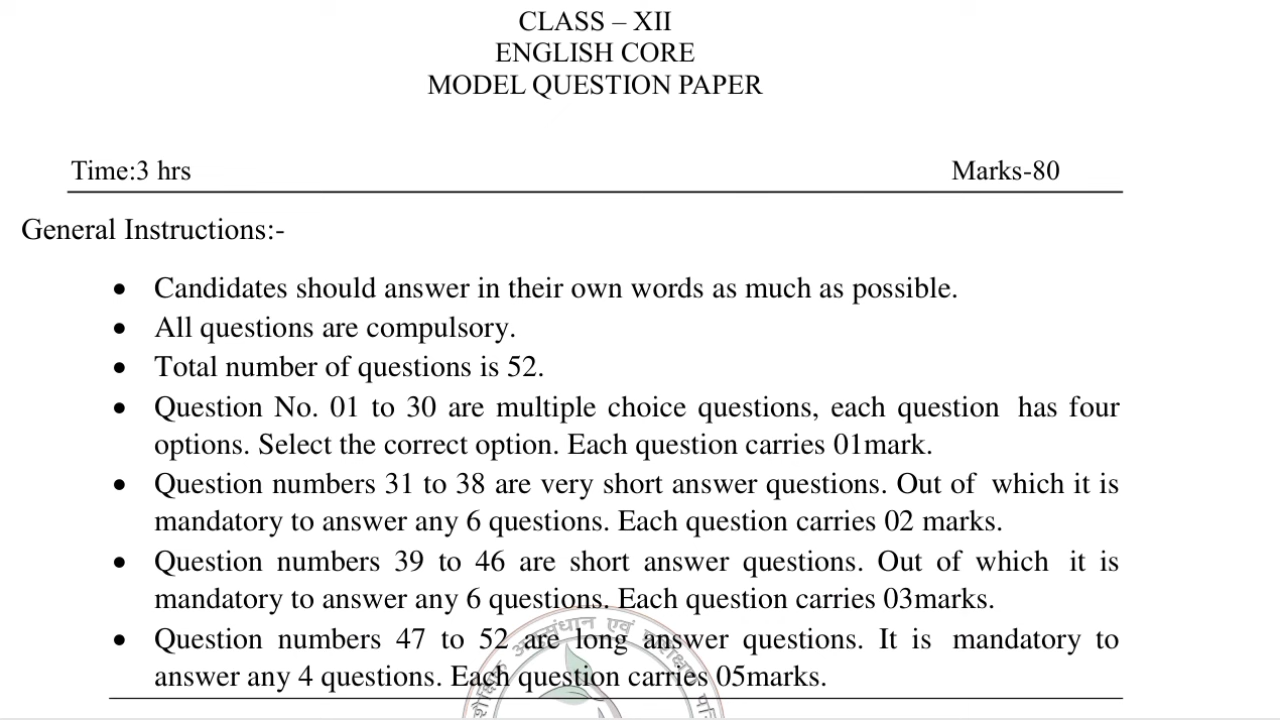 CLASS – XII
ENGLISH CORE
MODEL QUESTION PAPER
Time:3 hrs Marks-80
General Instructions:-
• Candidates should answer in their own words as much as possible.
• All questions are compulsory.
• Total number of questions is 52.
• Question No. 01 to 30 are multiple choice questions, each question has four
options. Select the correct option. Each question carries 01mark.
• Question numbers 31 to 38 are very short answer questions. Out of which it is
mandatory to answer any 6 questions. Each question carries 02 marks.
• Question numbers 39 to 46 are short answer questions. Out of which it is
mandatory to answer any 6 questions. Each question carries 03marks.
• Question numbers 47 to 52 are long answer questions. It is mandatory to
answer any 4 questions. Each question carries 05marks.
एवं